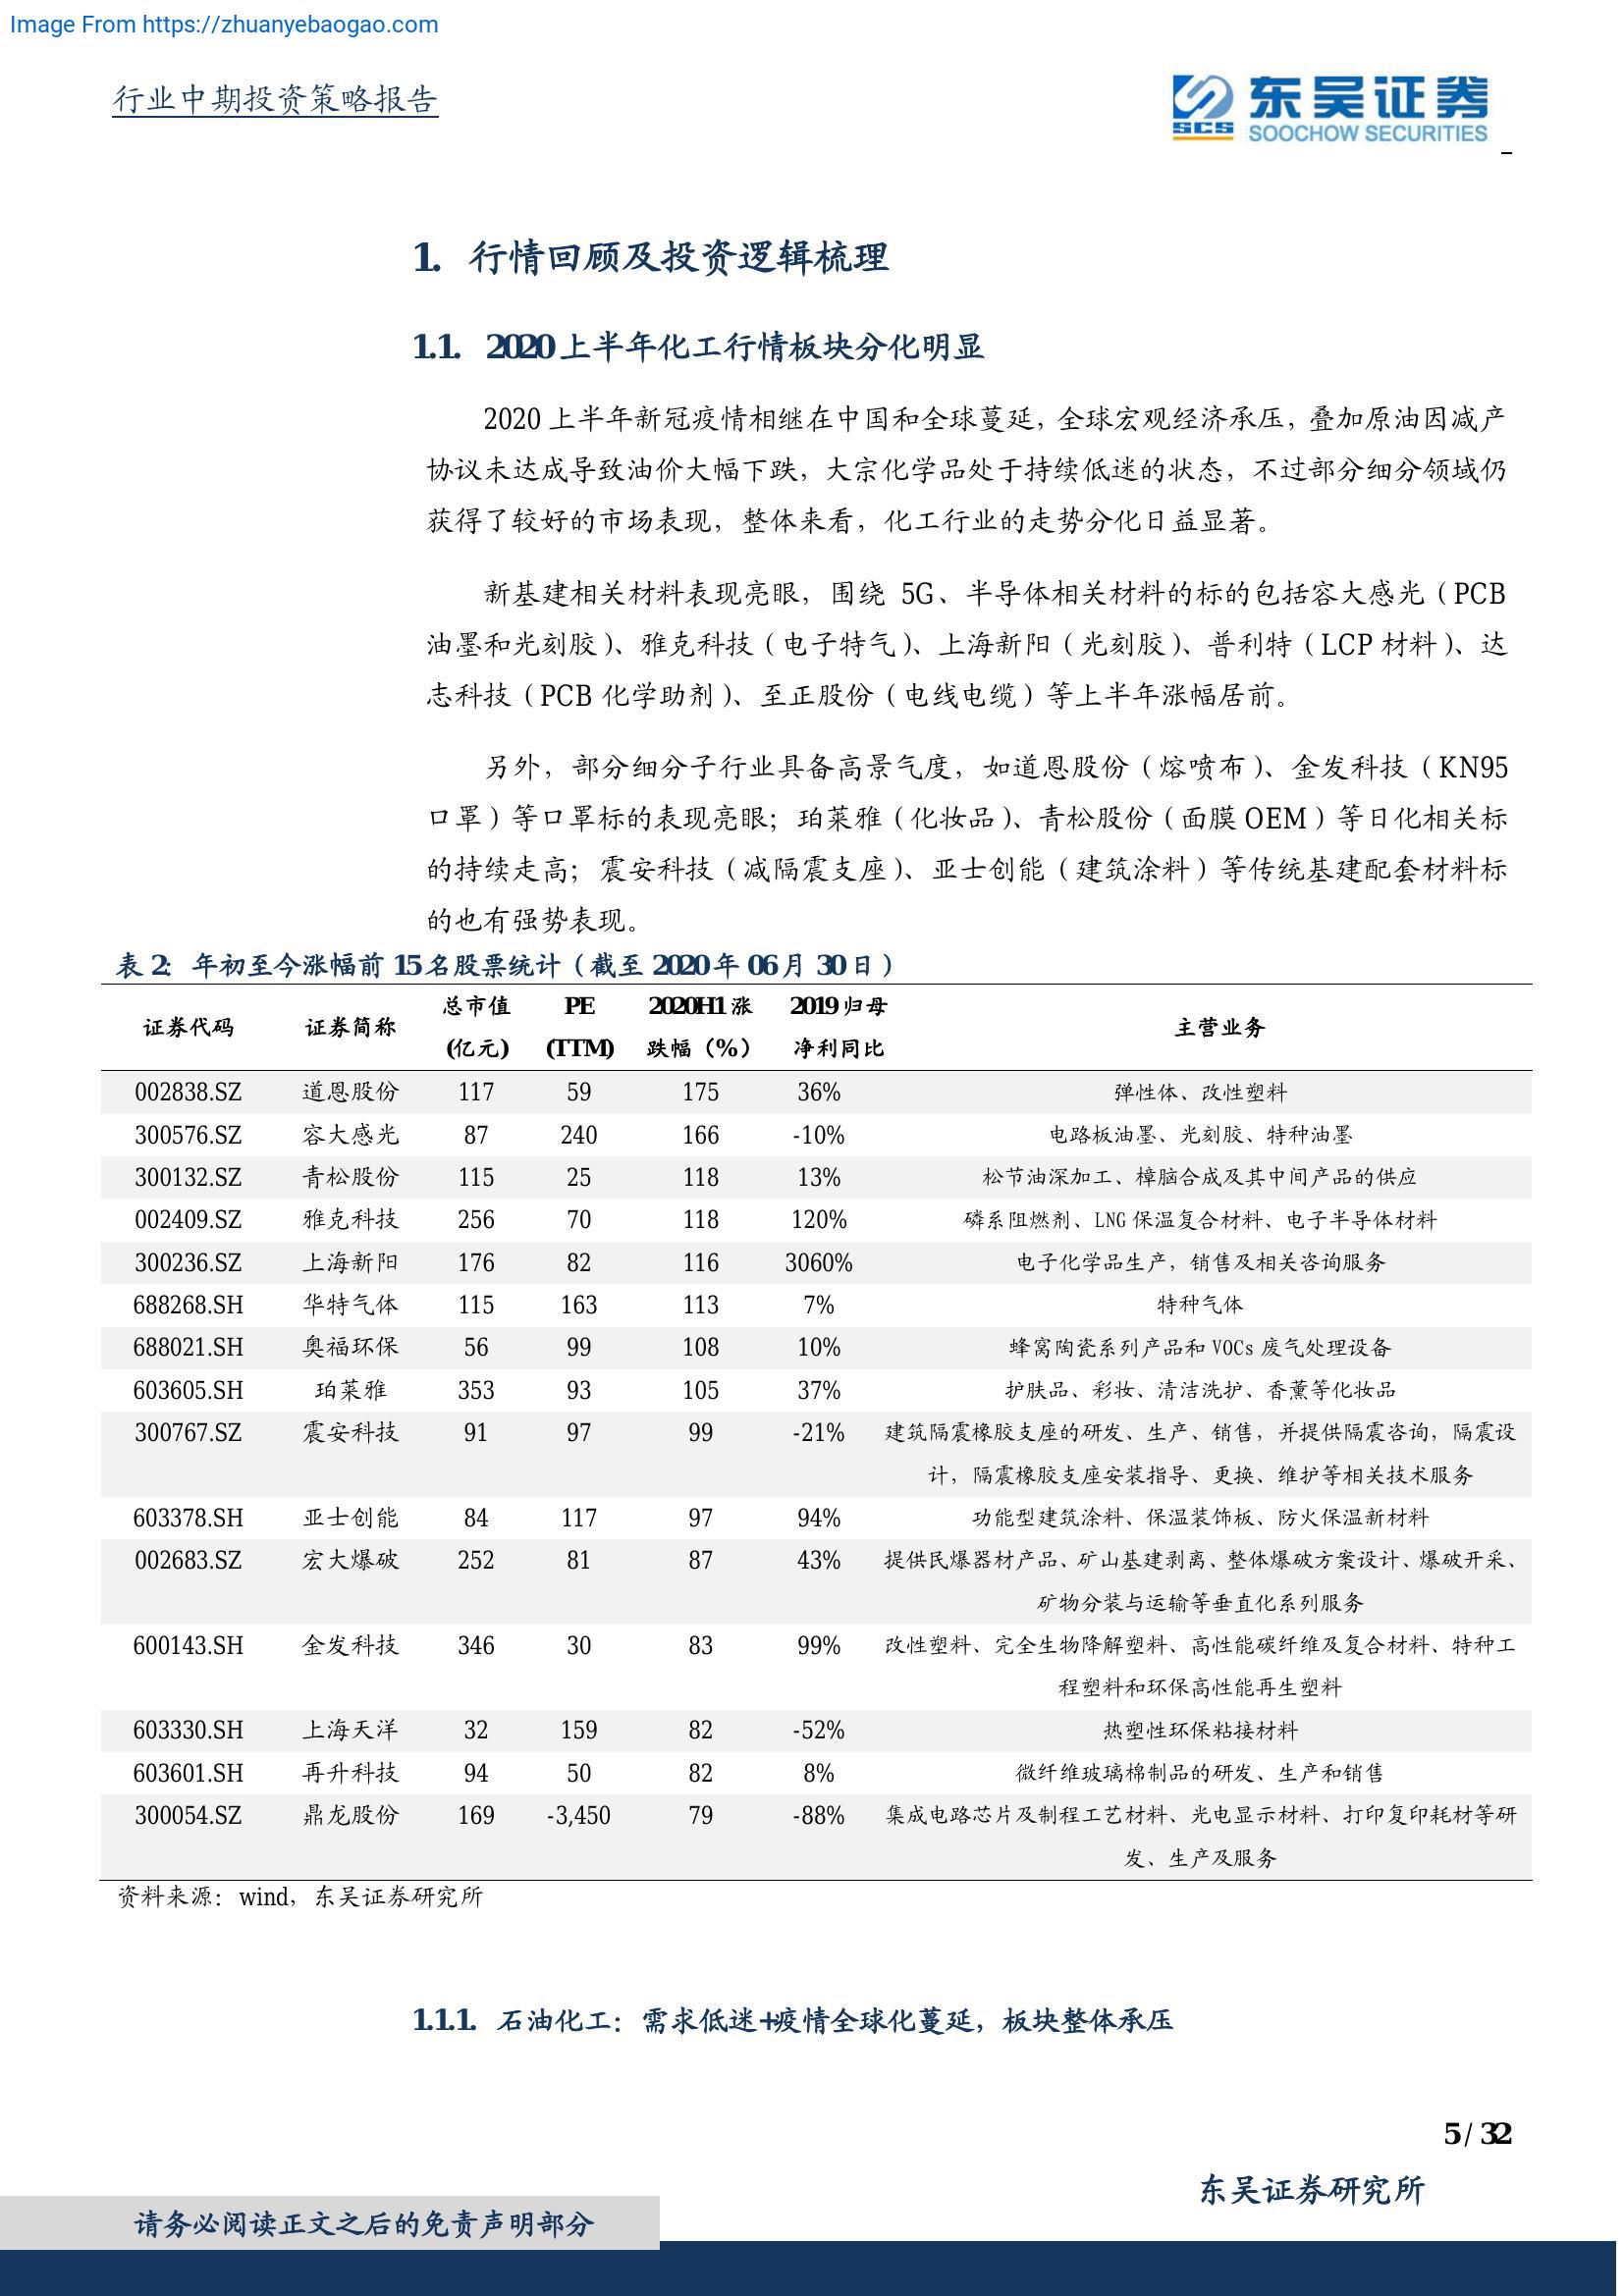 Image From https://zhuanyebaogao.com
行业中期投资策略报告
SCS
东吴证券
SOOCHOW SECURITIES
1. 行情回顾及投资逻辑梳理
1.1. 2020上半年化工行情板块分化明显
2020上半年新冠疫情相继在中国和全球蔓延,全球宏观经济承压,叠加原油因减产
协议未达成导致油价大幅下跌,大宗化学品处于持续低迷的状态,不过部分细分领域仍
获得了较好的市场表现,整体来看,化工行业的走势分化日益显著。
新基建相关材料表现亮眼,围绕 5G、半导体相关材料的标的包括容大感光(PCB
油墨和光刻胶)、雅克科技(电子特气)、上海新阳(光刻胶)、普利特(LCP材料)、达
志科技(PCB 化学助剂)、至正股份(电线电缆)等上半年涨幅居前。
另外,部分细分子行业具备高景气度,如道恩股份(熔喷布)、金发科技(KN95
口罩)等口罩标的表现亮眼;珀莱雅(化妆品)、青松股份(面膜OEM)等日化相关标
的持续走高;震安科技(减隔震支座)、亚士创能(建筑涂料)等传统基建配套材料标
的也有强势表现。
表 2: 年初至今涨幅前 15名股票统计(截至 2020年 06月 30日)
证券代码 证券简称 总市值 (亿元) PE (TTM) 2020H1涨跌幅(%) 2019归母净利同比 主营业务
002838.SZ 道恩股份 117 59 175 36% 弹性体、改性塑料
300576.SZ 容大感光 87 240 166 -10% 电路板油墨、光刻胶、特种油墨
300132.SZ 青松股份 115 25 118 13% 松节油深加工、樟脑合成及其中间产品的供应
002409.SZ 雅克科技 256 70 118 120% 磷系阻燃剂、LNG 保温复合材料、电子半导体材料
300236.SZ 上海新阳 176 82 116 3060% 电子化学品生产,销售及相关咨询服务
688268.SH 华特气体 115 163 113 7% 特种气体
688021.SH 奥福环保 56 99 108 10% 蜂窝陶瓷系列产品和 VOCs 废气处理设备
603605.SH 珀莱雅 353 93 105 37% 护肤品、彩妆、清洁洗护、香薰等化妆品
300767.SZ 震安科技 91 97 99 -21% 建筑隔震橡胶支座的研发、生产、销售,并提供隔震咨询,隔震设
计,隔震橡胶支座安装指导、更换、维护等相关技术服务
603378.SH 亚士创能 84 117 97 94% 功能型建筑涂料、保温装饰板、防火保温新材料
002683.SZ 宏大爆破 252 81 87 43% 提供民爆器材产品、矿山基建剥离、整体爆破方案设计、爆破开采、
矿物分装与运输等垂直化系列服务
600143.SH 金发科技 346 30 83 99% 改性塑料、完全生物降解塑料、高性能碳纤维及复合材料、特种工
程塑料和环保高性能再生塑料
603330.SH 上海天洋 32 159 82 -52% 热塑性环保粘接材料
603601.SH 再升科技 94 50 82 8% 微纤维玻璃棉制品的研发、生产和销售
300054.SZ 鼎龙股份 169 -3,450 79 -88% 集成电路芯片及制程工艺材料、光电显示材料、打印复印耗材等研
发、生产及服务
资料来源:wind,东吴证券研究所
1.1.1. 石油化工:需求低迷+疫情全球化蔓延,板块整体承压
5 / 32
东吴证券研究所
请务必阅读正文之后的免责声明部分